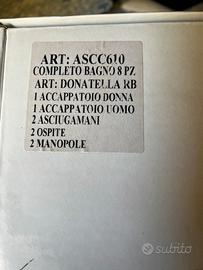 ART: ASCC610
COMPLETO BAGNO 8 PZ
ART: DONATELLA RB
1 ACCAPPATOIO DONNA
1 ACCAPPATOIO UOMO
2 ASCIUGAMANI
2 OSPITE
2 MANOPOLE
subito